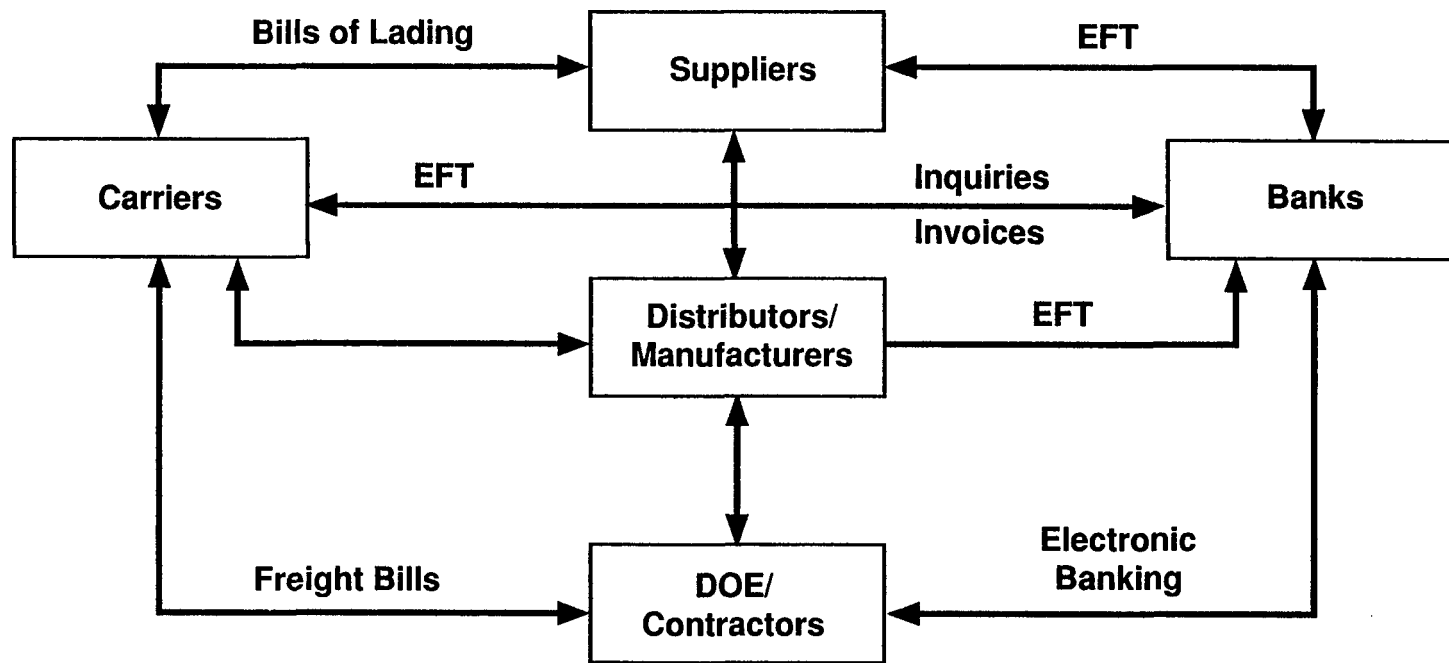 Bills of Lading
Suppliers
EFT
Carriers
EFT
Inquiries
Invoices
Banks
Distributors/
Manufacturers
EFT
Freight Bills
DOE/
Contractors
Electronic
Banking